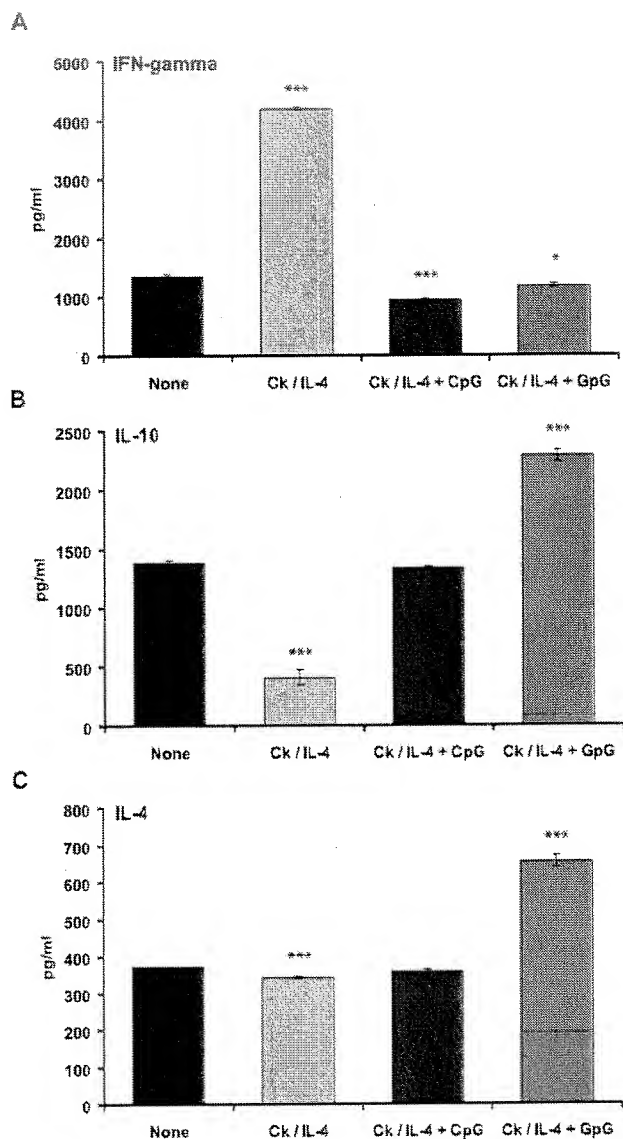 A
IFN-gamma
5000
4000
3000
2000
1000
0
pg/ml
***
***
*
None
Ck / IL-4
Ck / IL-4 + CpG
Ck / IL-4 + GpG
B
IL-10
2500
2000
1500
1000
500
0
pg/ml
***
***
None
Ck / IL-4
Ck / IL-4 + CpG
Ck / IL-4 + GpG
C
IL-4
800
700
600
500
400
300
200
100
0
pg/ml
***
***
None
Ck / IL-4
Ck / IL-4 + CpG
Ck / IL-4 + GpG